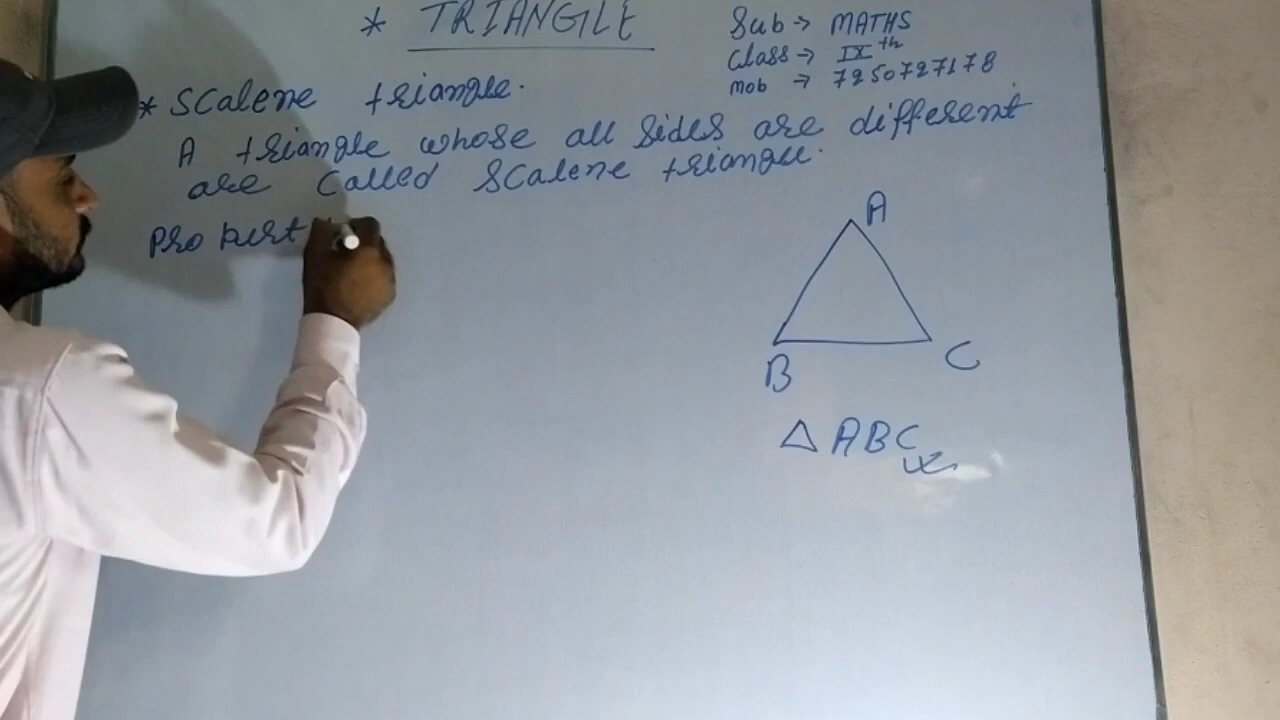 * TRIANGLE
Sub → MATHS
Class → IXth
Mob → 7250727178
* Scalene triangle.
A triangle whose all sides are different
are called scalene triangle.
Propert
A
B
C
△ ABC